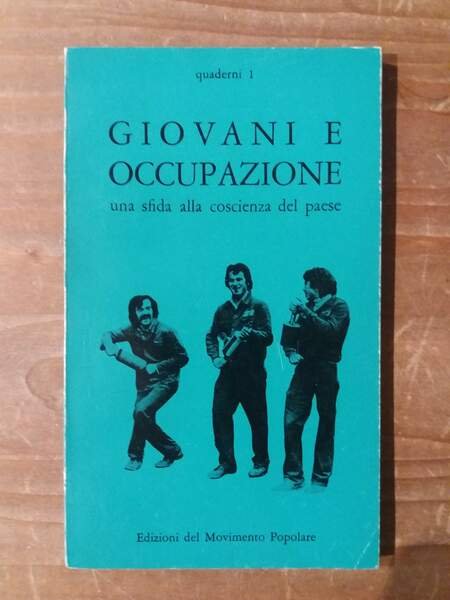 quaderni 1
GIOVANI E
OCCUPAZIONE
una sfida alla coscienza del paese
Edizioni del Movimento Popolare